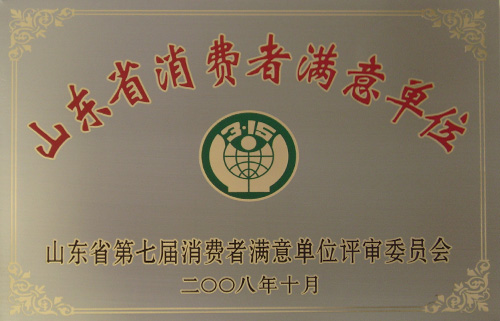 山东省消费者满意单位
3·15
山东省第七届消费者满意单位评审委员会
二〇〇八年十月